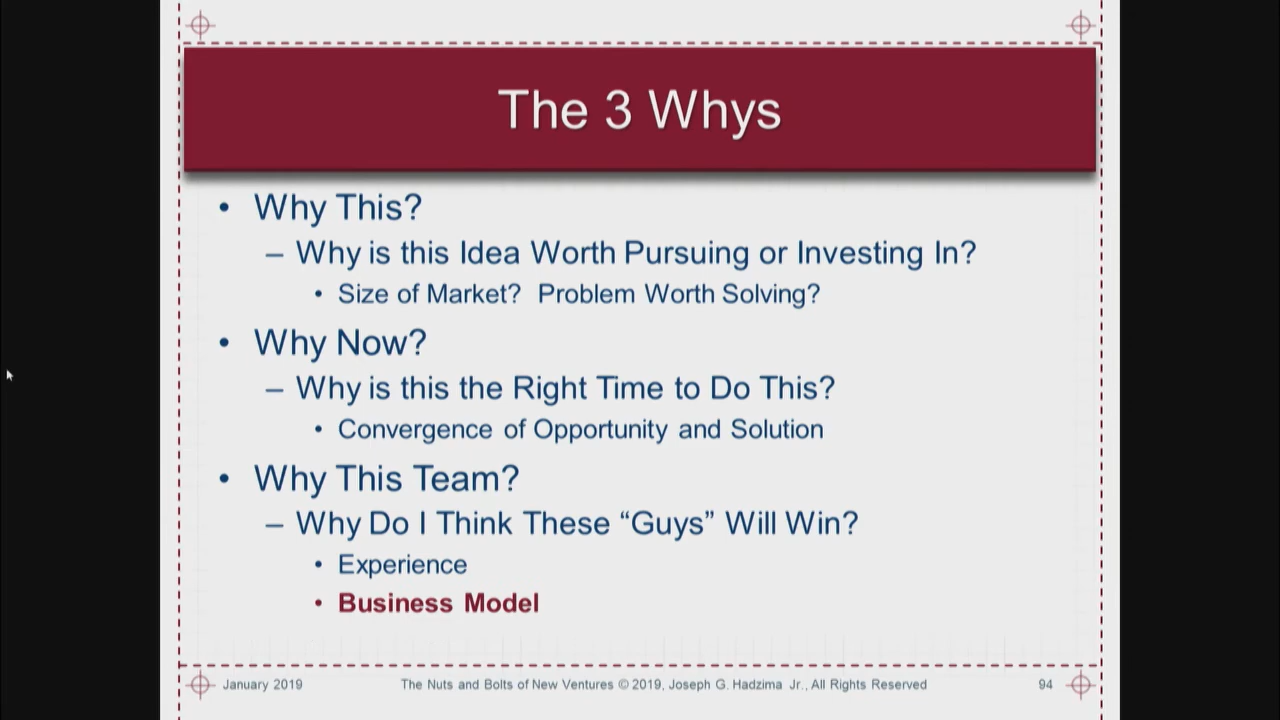 The 3 Whys
• Why This?
– Why is this Idea Worth Pursuing or Investing In?
• Size of Market?  Problem Worth Solving?
• Why Now?
– Why is this the Right Time to Do This?
• Convergence of Opportunity and Solution
• Why This Team?
– Why Do I Think These “Guys” Will Win?
• Experience
• Business Model
January 2019 The Nuts and Bolts of New Ventures © 2019, Joseph G. Hadzima Jr., All Rights Reserved 94